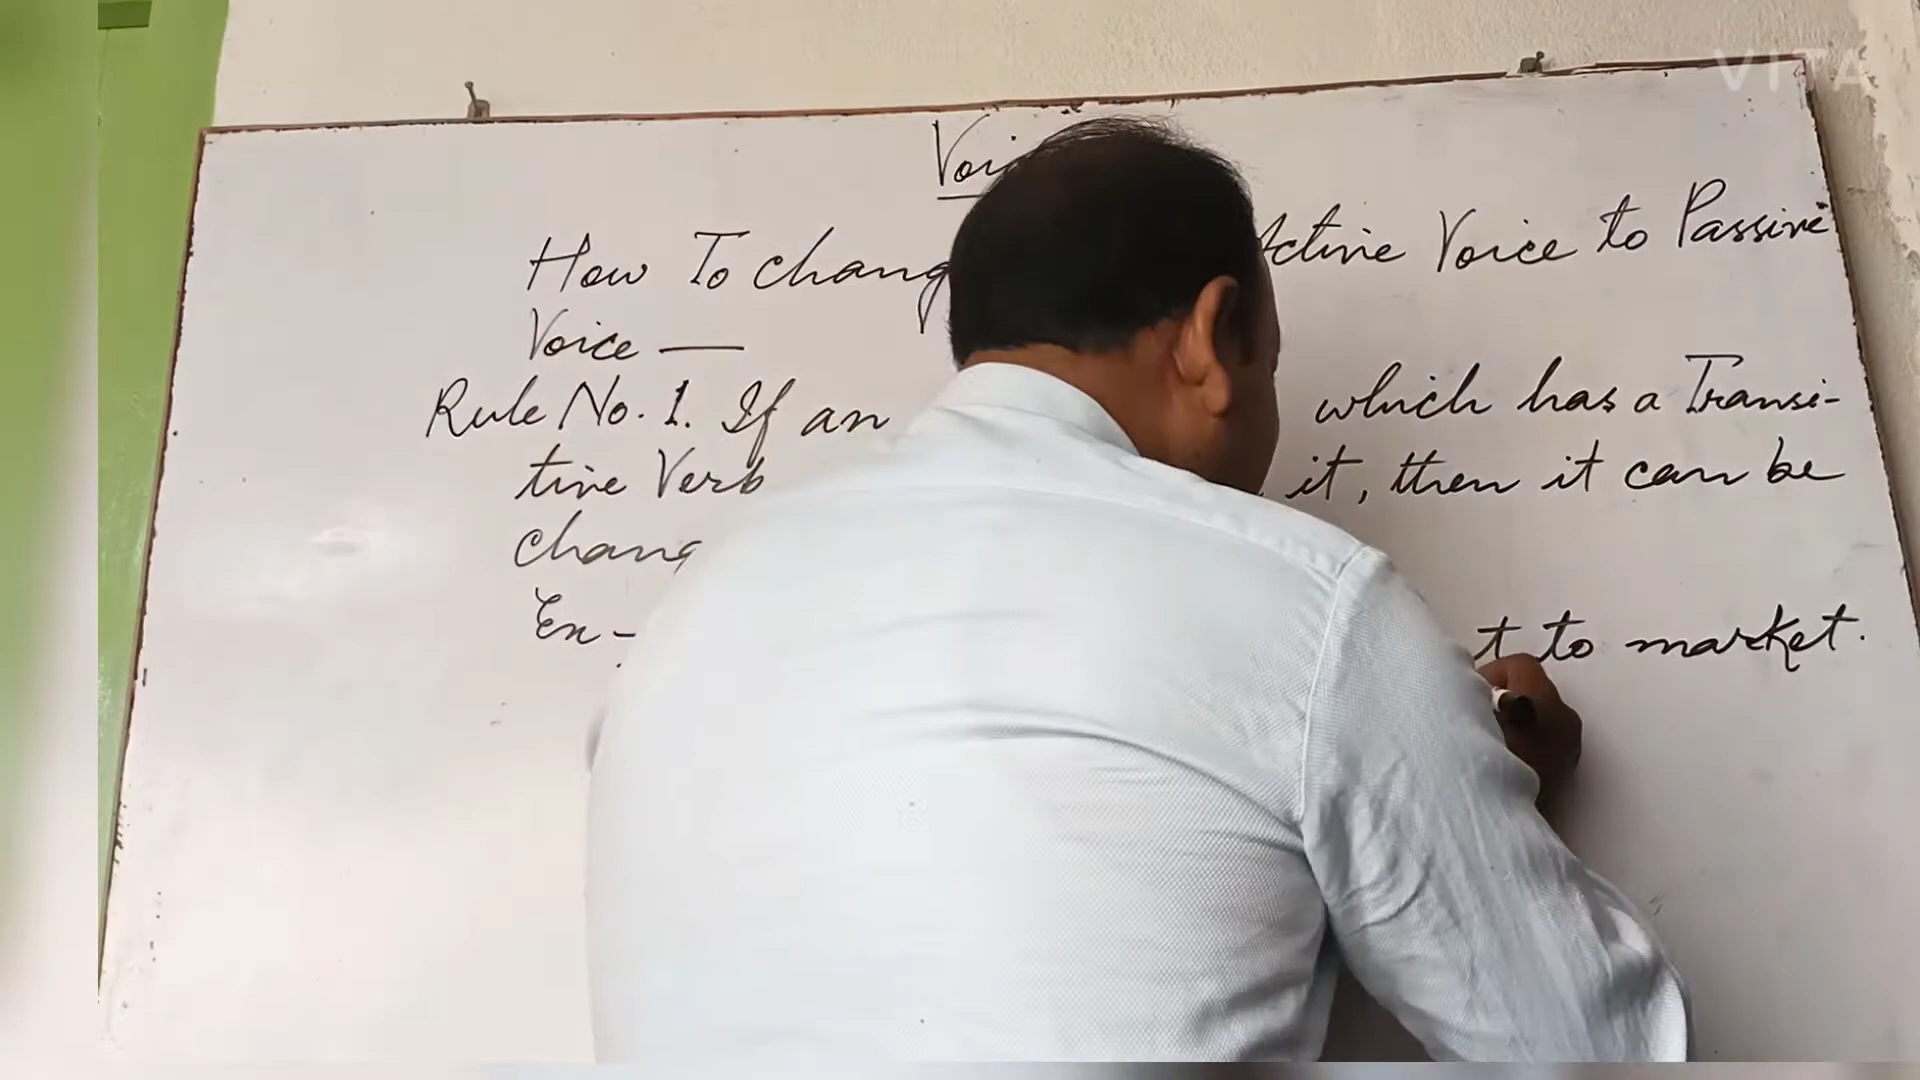 VITA
Voi
How To chang Active Voice to Passive
Voice —
Rule No. 1. If an which has a Transi-
tive Verb it, then it can be
chang
Ex - t to market.